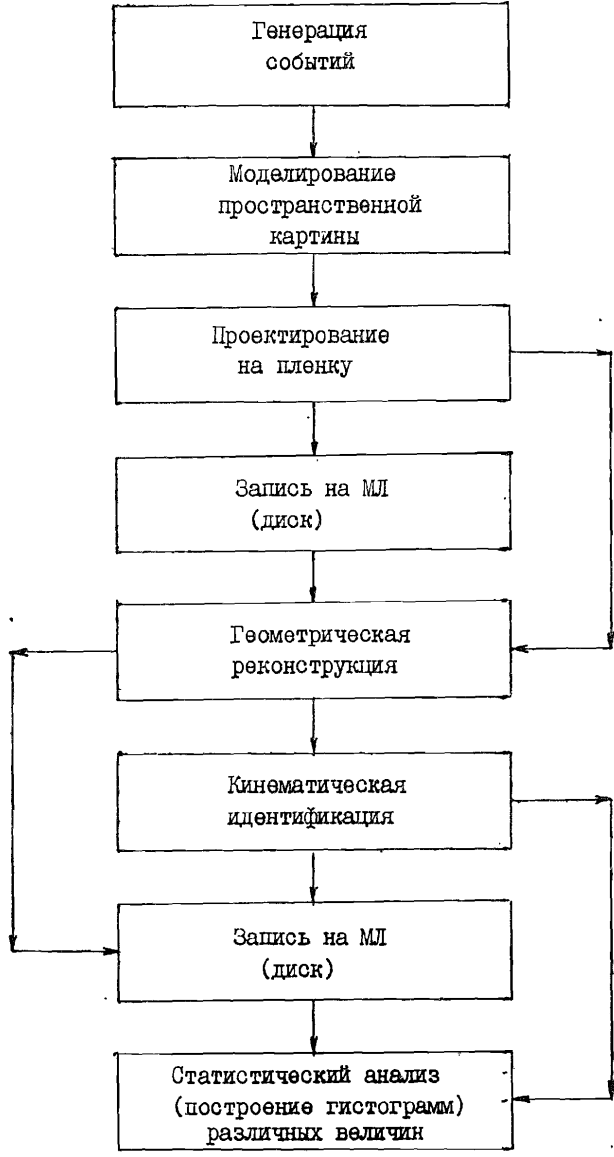 Генерация
событий
Моделирование
пространственной
картины
Проектирование
на пленку
Запись на МЛ
(диск)
Геометрическая
реконструкция
Кинематическая
идентификация
Запись на МЛ
(диск)
Статистический анализ
(построение гистограмм)
различных величин